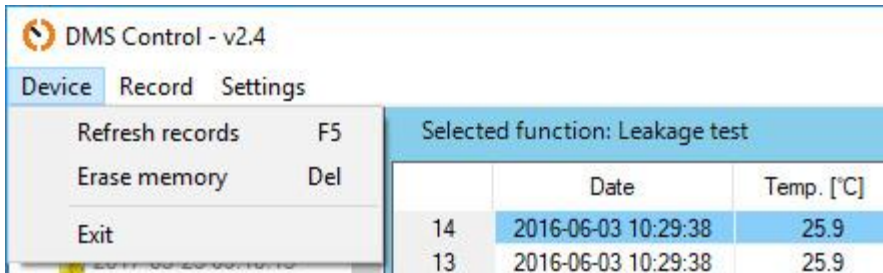 DMS Control - v2.4
Device Record Settings
Refresh records F5
Erase memory Del
Exit
Selected function: Leakage test
Date Temp. [°C]
14 2016-06-03 10:29:38 25.9
13 2016-06-03 10:29:38 25.9